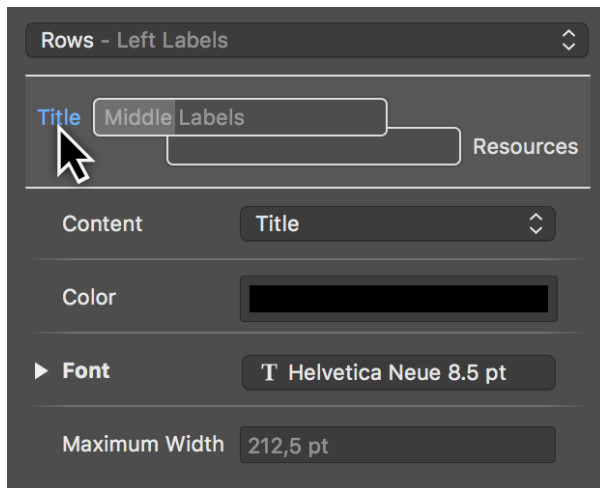 Rows - Left Labels
Title Middle Labels
Resources
Content Title
Color
Font T Helvetica Neue 8.5 pt
Maximum Width 212,5 pt